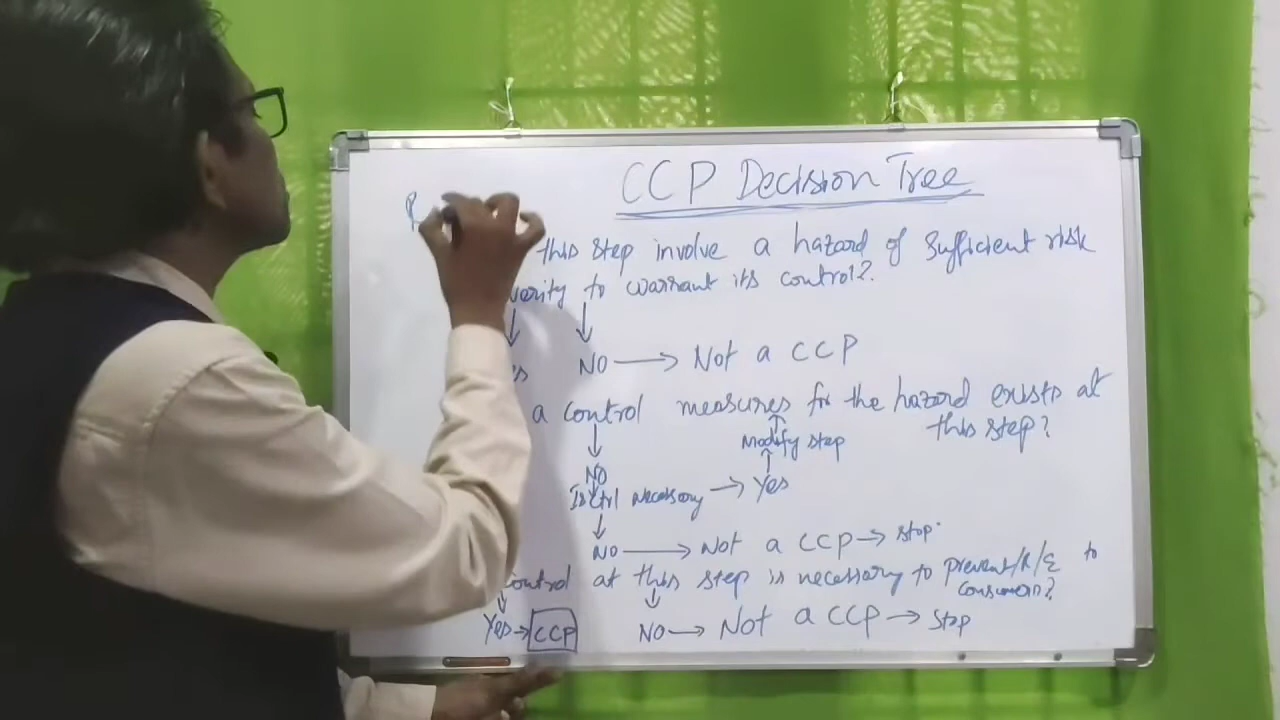 CCP Decision Tree
this step involve a hazard of sufficient risk
verity to warrant its control?
es NO → Not a CCP
a control measures for the hazard exists at
this step?
Modify step
NO
Is Ctrl necessary → Yes
NO → Not a CCP → stop.
control at this step is necessary to prevent/R/E to
consumers?
Yes → CCP NO → Not a CCP → stop